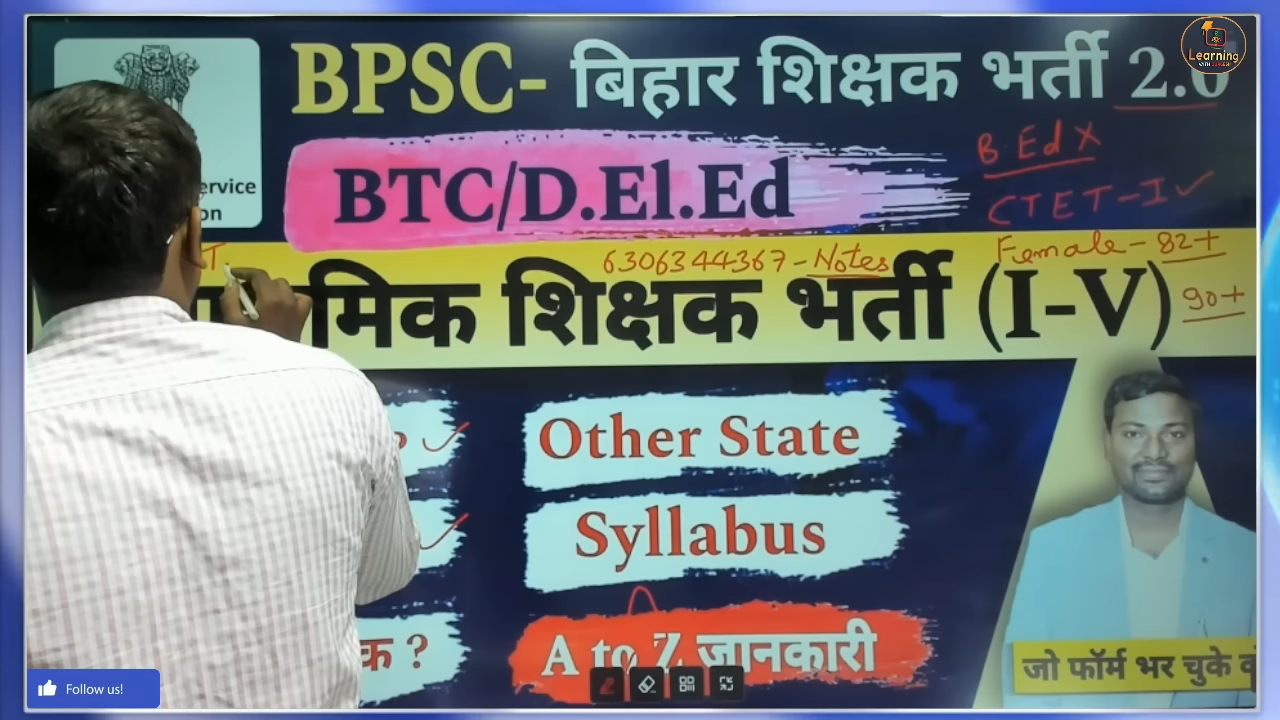 BPSC- बिहार शिक्षक भर्ती 2.0
Learning
B.Ed X
BTC/D.El.Ed
CTET-I ✓
ervice
on
T
6306344367 - Notes
Female - 82+
मिक शिक्षक भर्ती (I-V)
90+
Other State
Syllabus
क ?
A to Z जानकारी
जो फॉर्म भर चुके
Follow us!